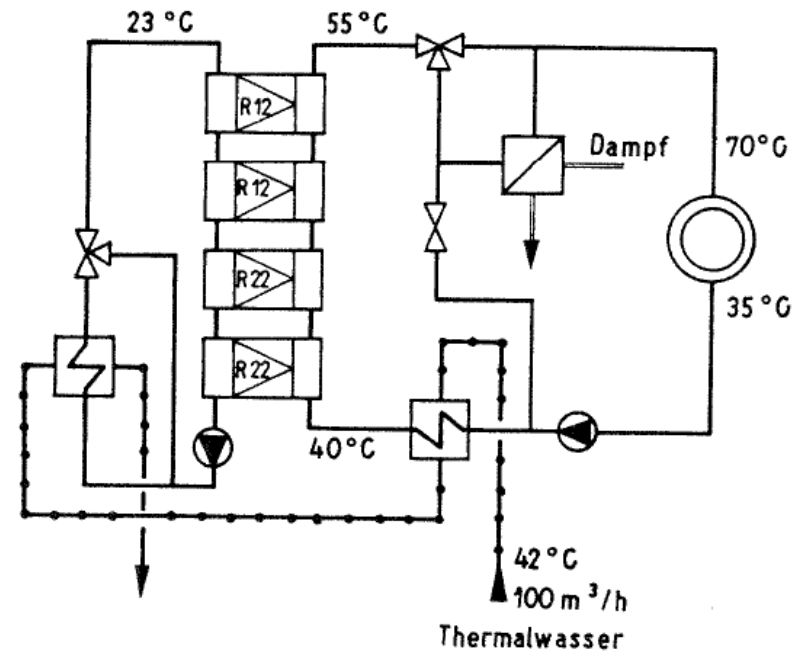 23 °C
55 °C
R12
Dampf
70°C
R12
R22
35°C
R22
40°C
42°C
100 m³/h
Thermalwasser